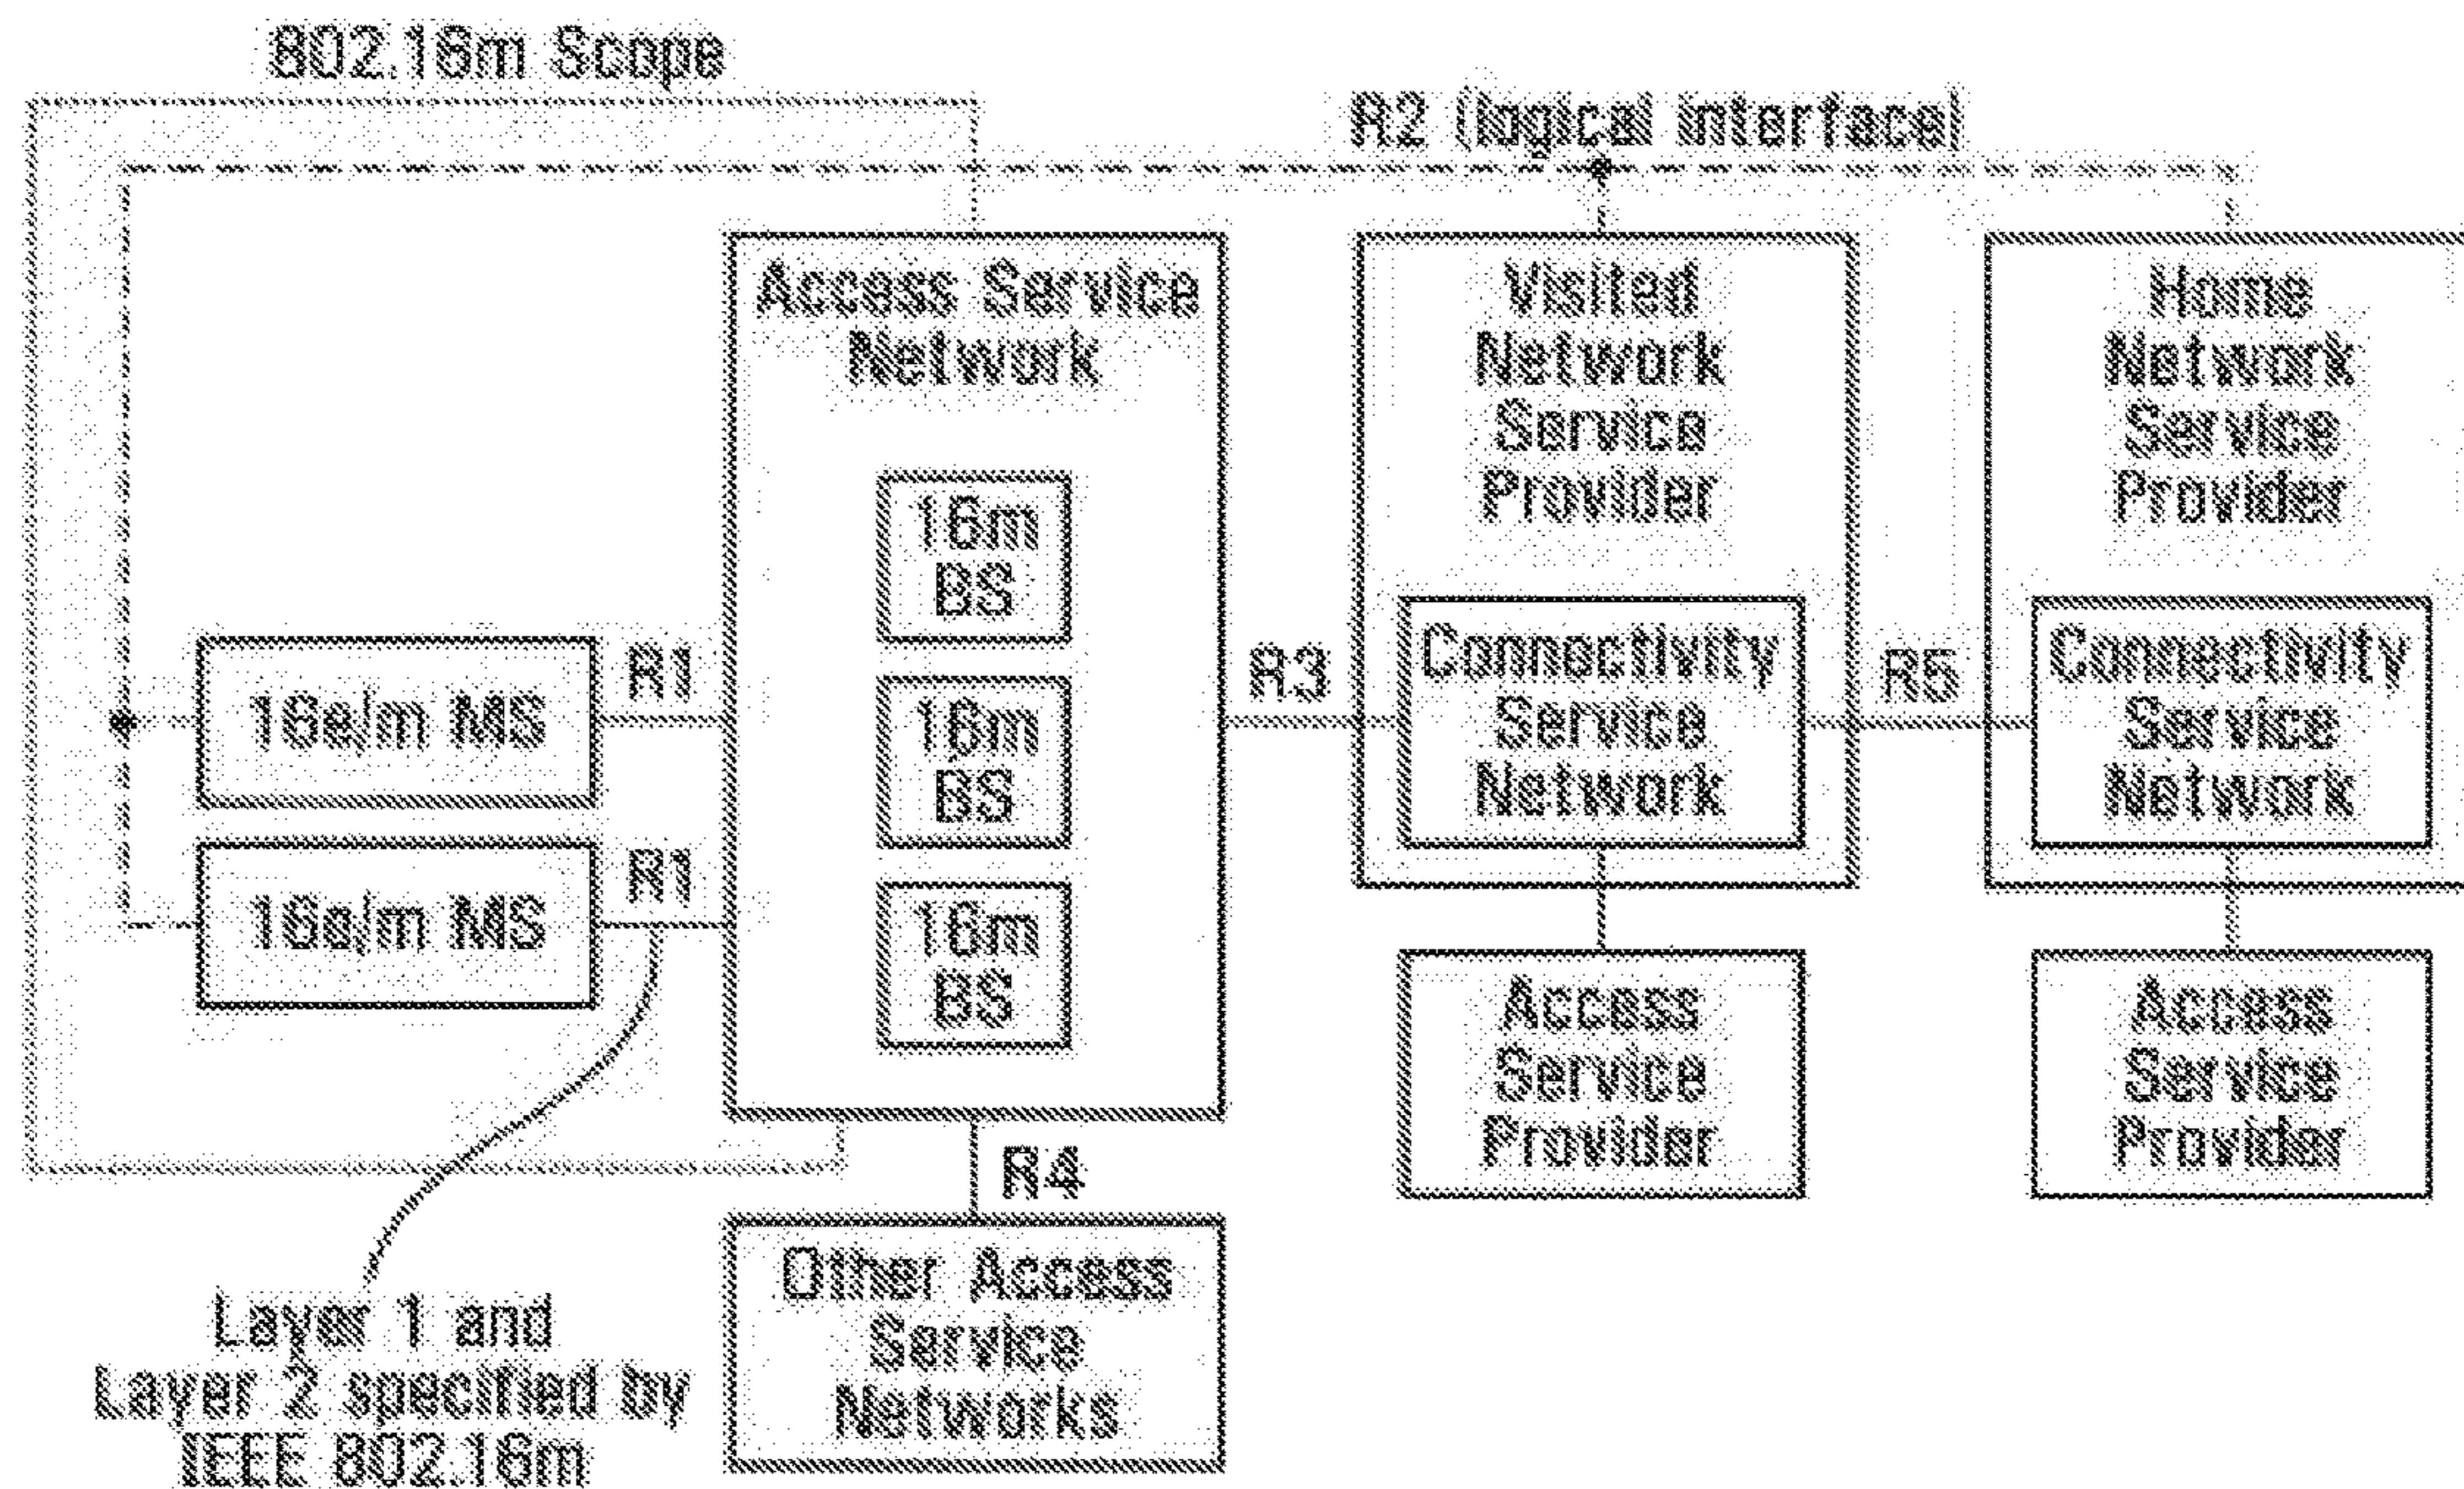 802.16m Scope
R2 (logical interface)
Access Service
Network
16m
BS
16m
BS
16m
BS
16e/m MS
R1
16e/m MS
R1
R3
Visited
Network
Service
Provider
Connectivity
Service
Network
R5
Home
Network
Service
Provider
Connectivity
Service
Network
Access
Service
Provider
Access
Service
Provider
R4
Other Access
Service
Networks
Layer 1 and
Layer 2 specified by
IEEE 802.16m